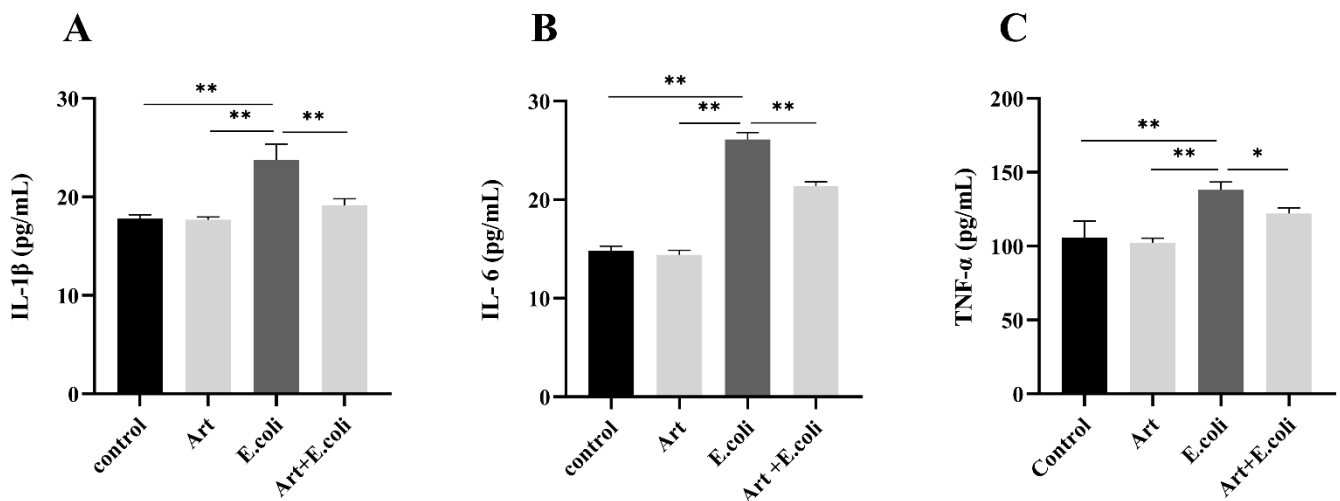 A
IL-1β (pg/mL)
30
20
10
0
**
**
**
control
Art
E.coli
Art+E.coli
B
IL- 6 (pg/mL)
30
20
10
0
**
**
**
control
Art
E.coli
Art +E.coli
C
TNF-α (pg/mL)
200
150
100
50
0
**
**
*
Control
Art
E.coli
Art+E.coli